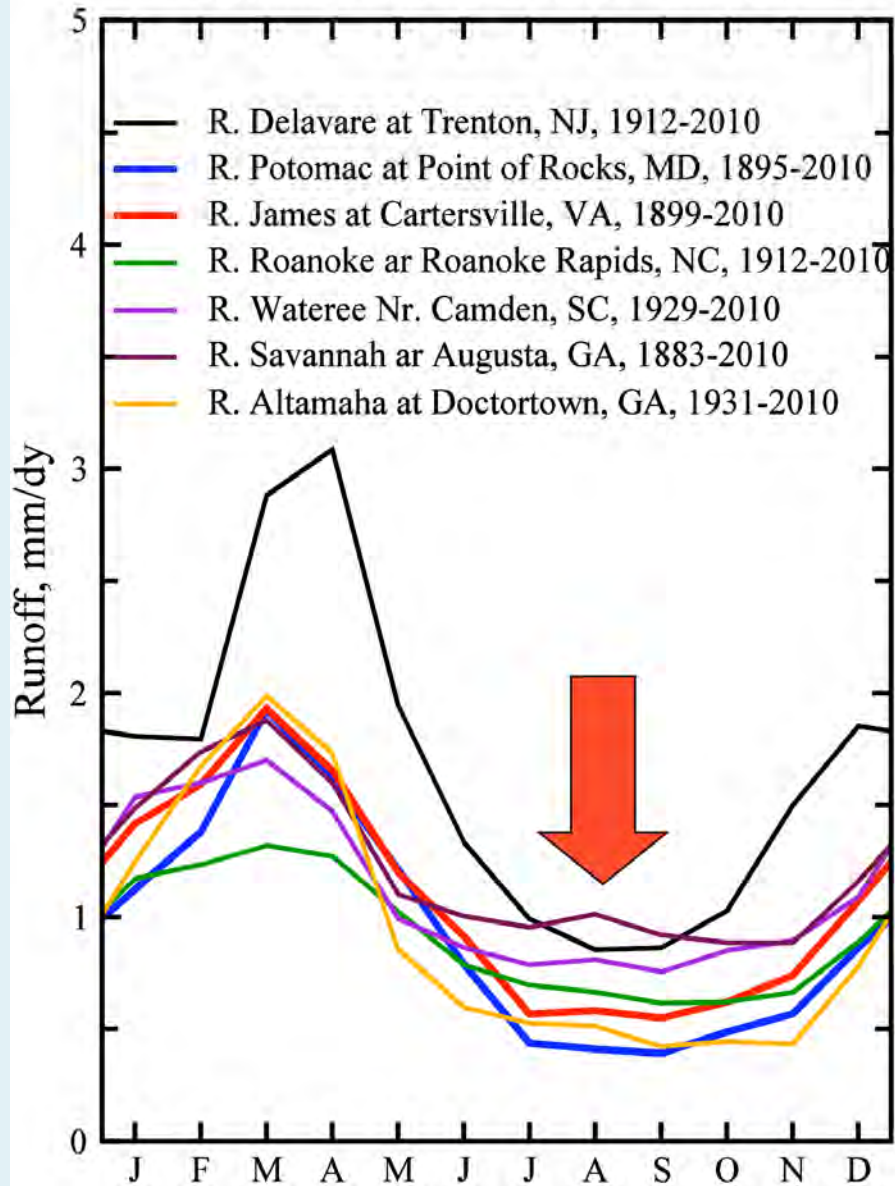 5
R. Delavare at Trenton, NJ, 1912-2010
R. Potomac at Point of Rocks, MD, 1895-2010
R. James at Cartersville, VA, 1899-2010
4
R. Roanoke ar Roanoke Rapids, NC, 1912-2010
R. Wateree Nr. Camden, SC, 1929-2010
R. Savannah ar Augusta, GA, 1883-2010
R. Altamaha at Doctortown, GA, 1931-2010
3
Runoff, mm/dy
2
1
0
J F M A M J J A S O N D